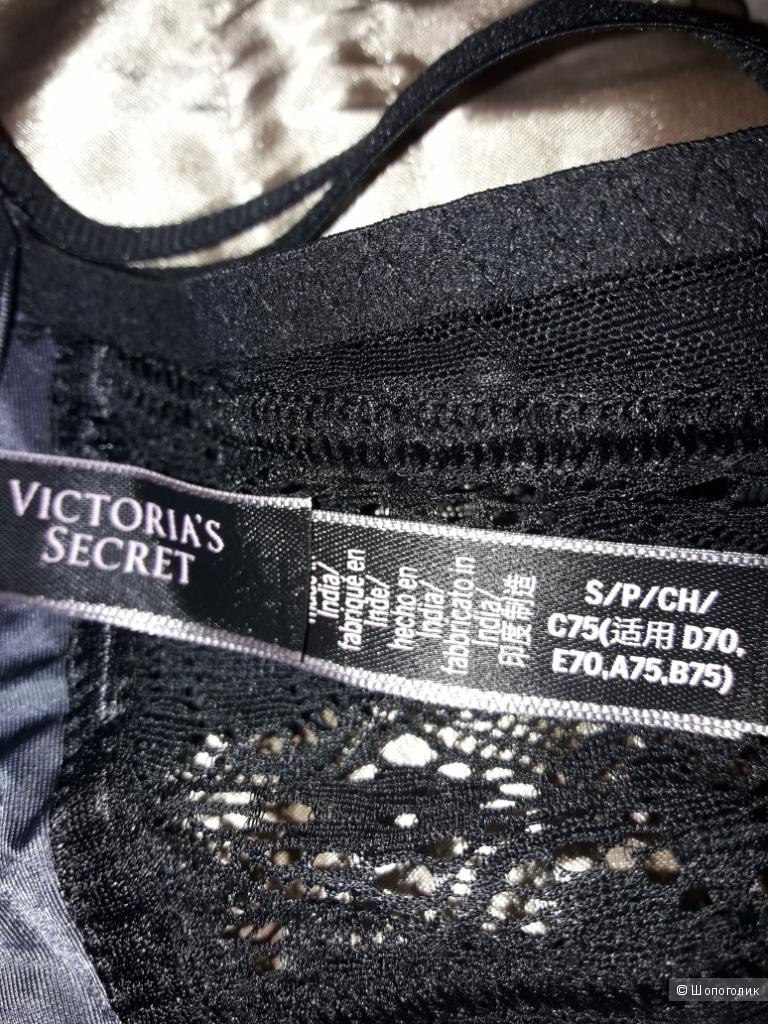 VICTORIA'S
SECRET
India/
fabriqué en
Inde/
hecho en
India/
fabbricato in
India/
印度制造
S/P/CH/
C75(适用 D70,
E70,A75,B75)
© Шопоголик